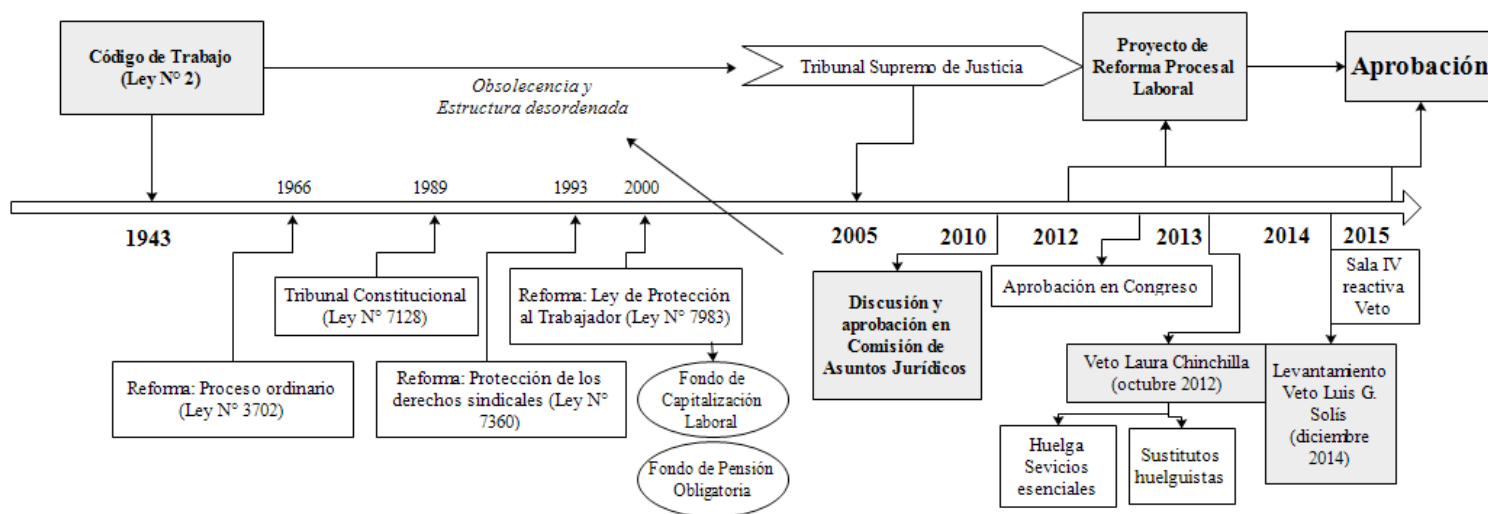 Código de Trabajo
(Ley N° 2)
Obsolecencia y
Estructura desordenada
Tribunal Supremo de Justicia
Proyecto de
Reforma Procesal
Laboral
Aprobación
1966
1989
1993
2000
1943
2005
2010
2012
2013
2014
2015
Reforma: Proceso ordinario
(Ley N° 3702)
Tribunal Constitucional
(Ley N° 7128)
Reforma: Protección de los
derechos sindicales (Ley N°
7360)
Reforma: Ley de Protección
al Trabajador (Ley N° 7983)
Fondo de
Capitalización
Laboral
Fondo de Pensión
Obligatoria
Discusión y
aprobación en
Comisión de
Asuntos Jurídicos
Aprobación en Congreso
Veto Laura Chinchilla
(octubre 2012)
Huelga
Sevicios
esenciales
Sustitutos
huelguistas
Levantamiento
Veto Luis G.
Solís
(diciembre
2014)
Sala IV
reactiva
Veto